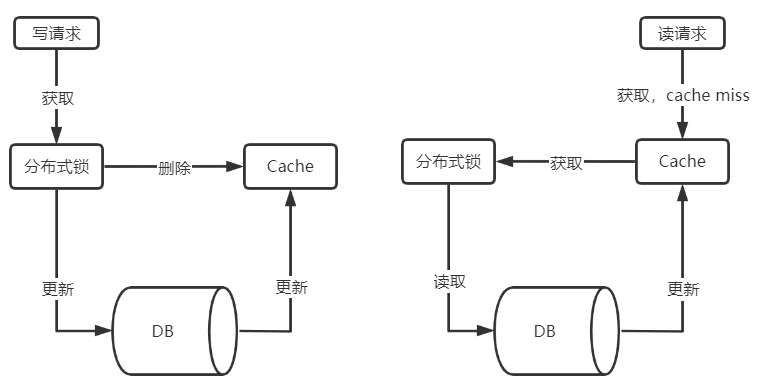 写请求
获取
分布式锁
删除
Cache
更新
更新
DB
读请求
获取，cache miss
分布式锁
获取
Cache
读取
更新
DB